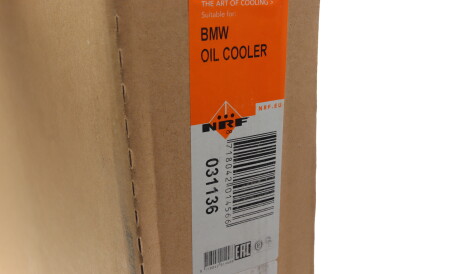 THE ART OF COOLING >
Suitable for:
BMW
OIL COOLER
NRF.EU
NRF
031136